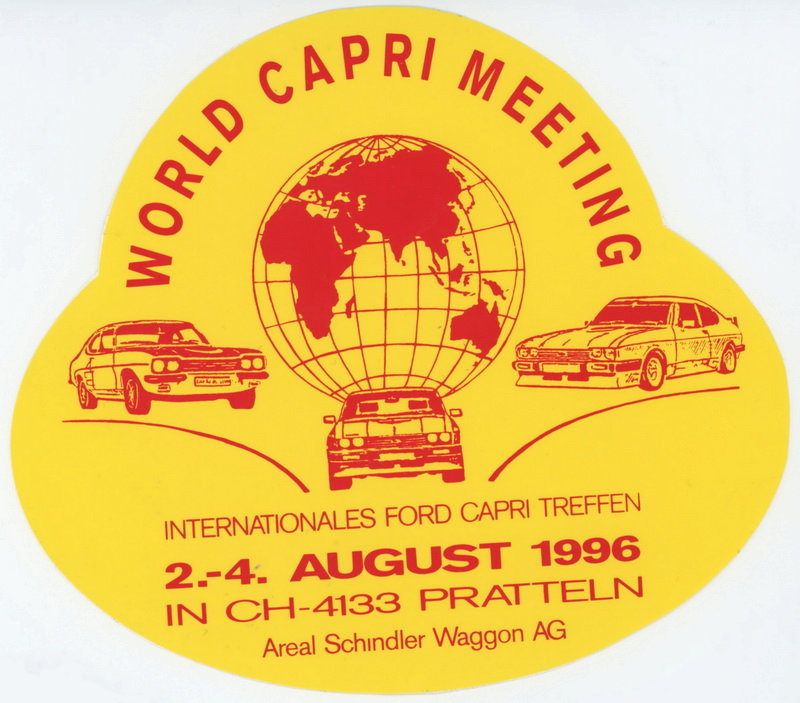 WORLD CAPRI MEETING
INTERNATIONALES FORD CAPRI TREFFEN
2.-4. AUGUST 1996
IN CH-4133 PRATTELN
Areal Schindler Waggon AG